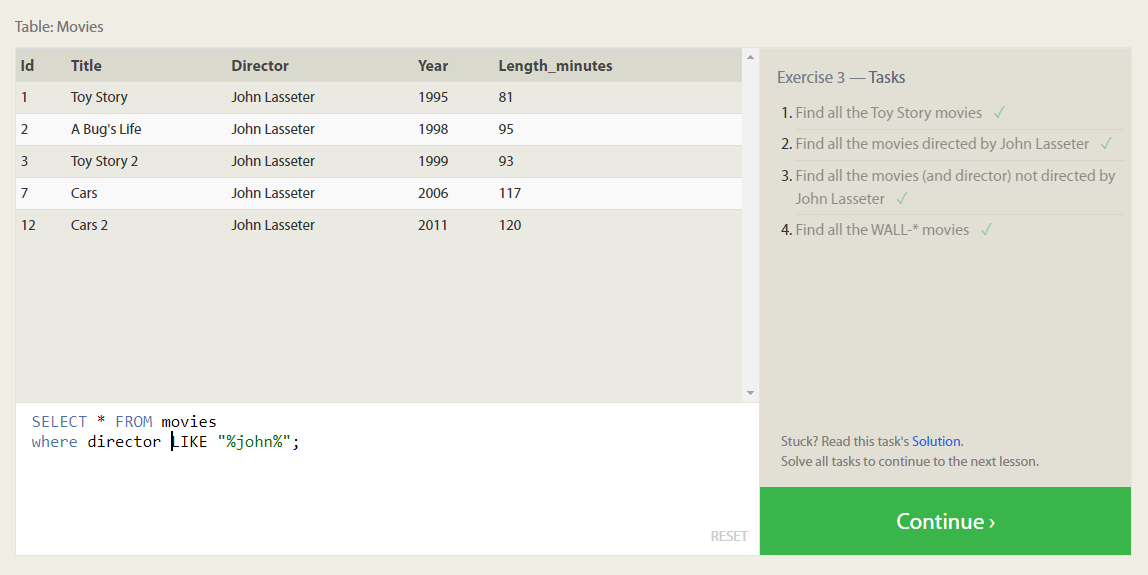 Table: Movies
Id Title Director Year Length_minutes
1 Toy Story John Lasseter 1995 81
2 A Bug's Life John Lasseter 1998 95
3 Toy Story 2 John Lasseter 1999 93
7 Cars John Lasseter 2006 117
12 Cars 2 John Lasseter 2011 120
SELECT * FROM movies
where director LIKE "%john%";
RESET
Exercise 3 — Tasks
1. Find all the Toy Story movies ✓
2. Find all the movies directed by John Lasseter ✓
3. Find all the movies (and director) not directed by
John Lasseter ✓
4. Find all the WALL-* movies ✓
Stuck? Read this task's Solution.
Solve all tasks to continue to the next lesson.
Continue ›